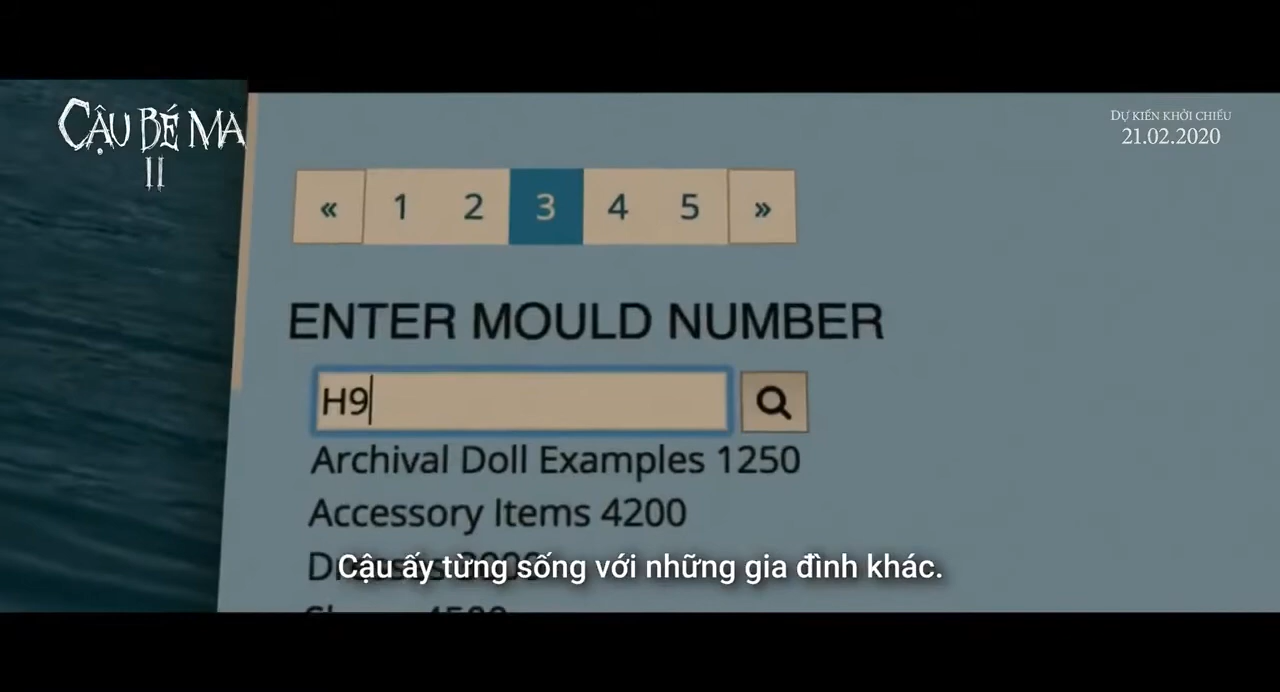 CẬU BÉ MA
II
DỰ KIẾN KHỞI CHIẾU
21.02.2020
« 1 2 3 4 5 »
ENTER MOULD NUMBER
H9
Archival Doll Examples 1250
Accessory Items 4200
Cậu ấy từng sống với những gia đình khác.